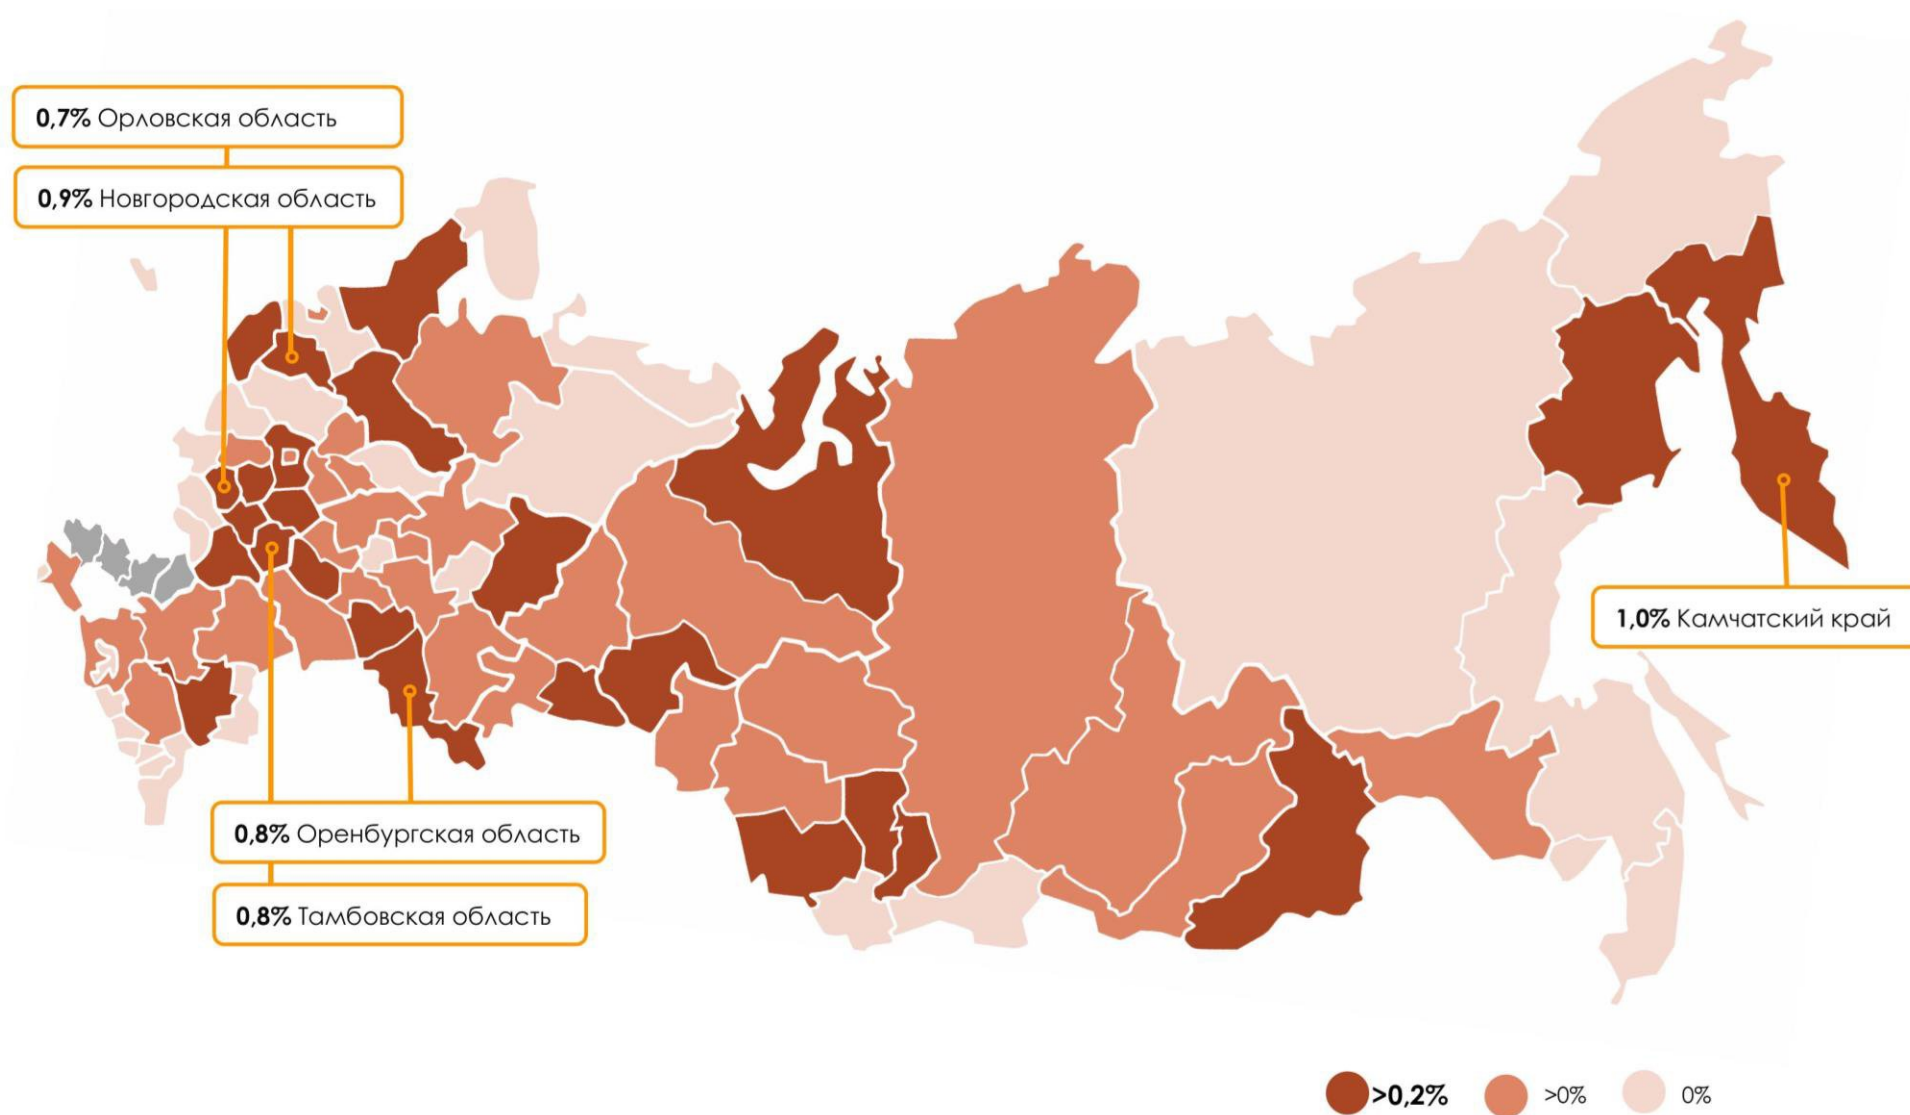 0,7% Орловская область
0,9% Новгородская область
1,0% Камчатский край
0,8% Оренбургская область
0,8% Тамбовская область
>0,2% >0% 0%